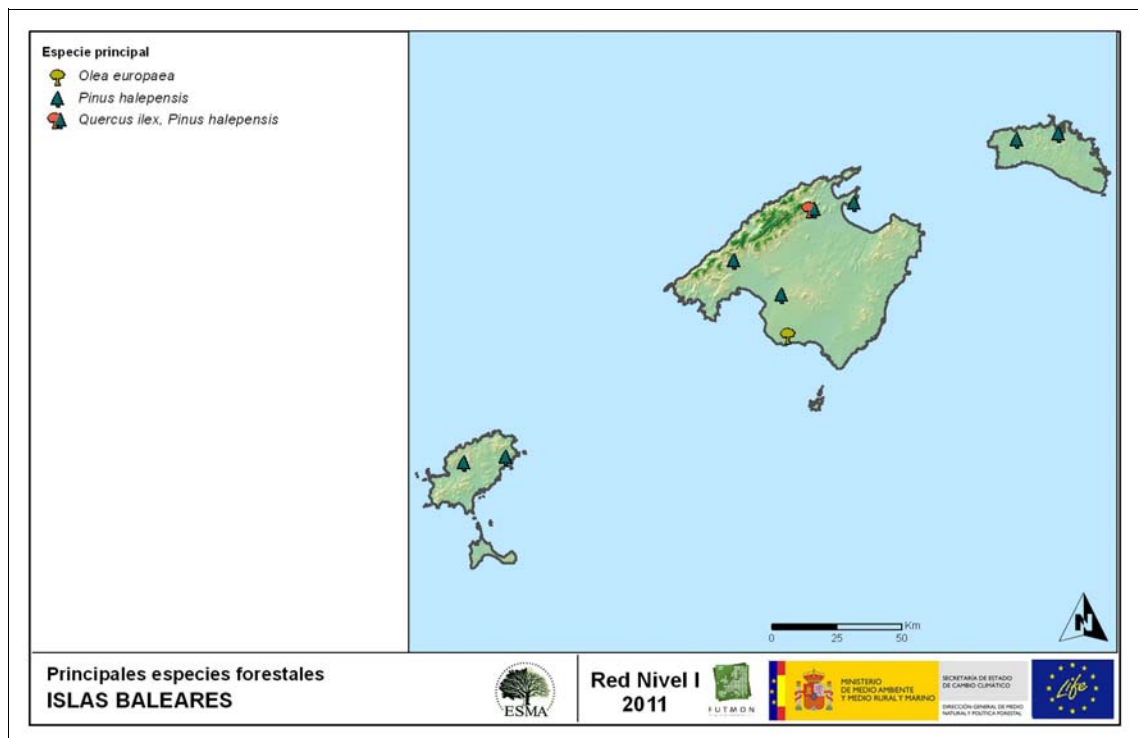 Especie principal
Olea europaea
Pinus halepensis
Quercus ilex, Pinus halepensis
Km
0 25 50
N
Principales especies forestales
ISLAS BALEARES
ESMA
Red Nivel I
2011
FUTMON
MINISTERIO
DE MEDIO AMBIENTE
Y MEDIO RURAL Y MARINO
SECRETARÍA DE ESTADO
DE CAMBIO CLIMÁTICO
DIRECCIÓN GENERAL DE MEDIO
NATURAL Y POLÍTICA FORESTAL
Life